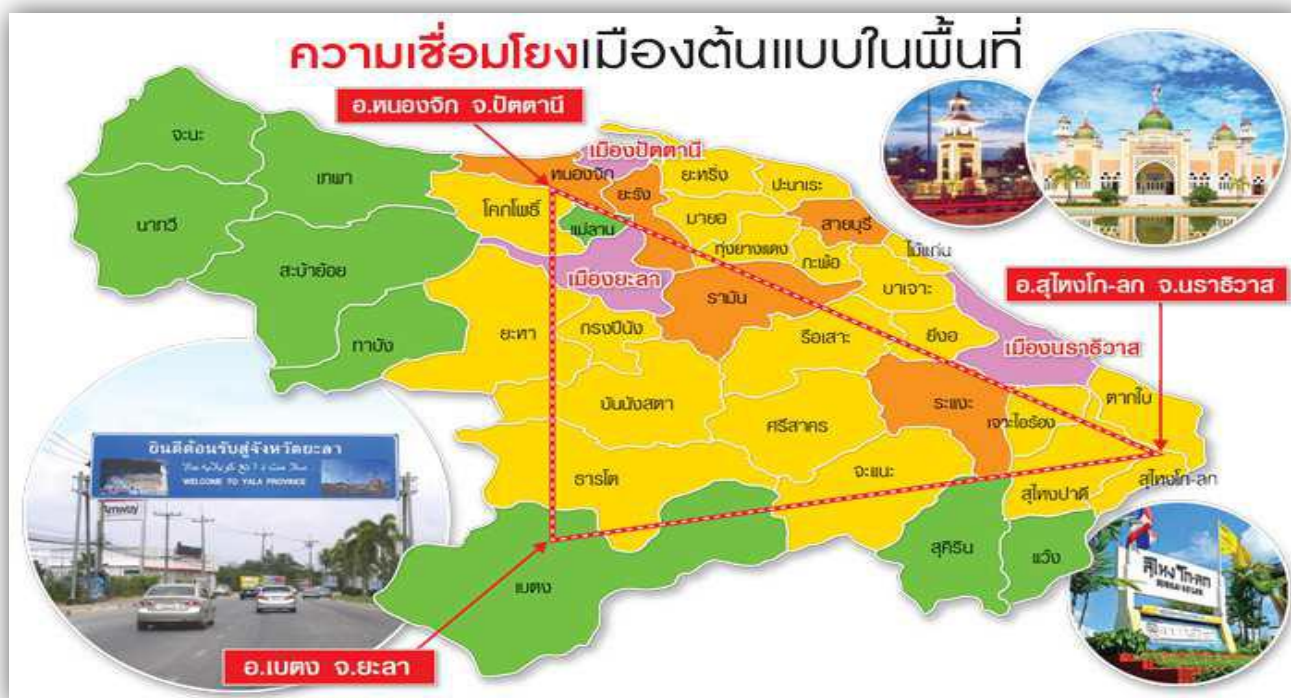 ความเชื่อมโยงเมืองต้นแบบในพื้นที่
อ.หนองจิก จ.ปัตตานี
จะนะ
เทพา
นาทวี
สะบ้าย้อย
หนองจิก
เมืองปัตตานี
ยะหริ่ง
ปะนาเระ
โคกโพธิ์
ยะรัง
มายอ
สายบุรี
แม่ลาน
ทุ่งยางแดง
กะพ้อ
ไม้แก่น
เมืองยะลา
รามัน
บาเจาะ
อ.สุไหงโก-ลก จ.นราธิวาส
ยะหา
กรงปินัง
รือเสาะ
ยี่งอ
เมืองนราธิวาส
กาบัง
บันนังสตา
ศรีสาคร
ระแงะ
เจาะไอร้อง
ตากใบ
ธารโต
จะแนะ
สุไหงปาดี
สุไหงโก-ลก
เบตง
สุคิริน
แว้ง
อ.เบตง จ.ยะลา
ยินดีต้อนรับสู่จังหวัดยะลา
WELCOME TO YALA PROVINCE
Amway
สุไหงโก-ลก